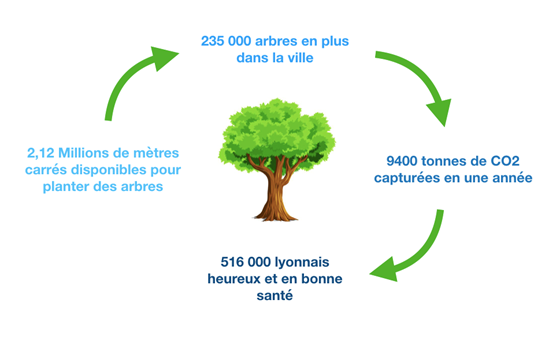 235 000 arbres en plus
dans la ville
2,12 Millions de mètres
carrés disponibles pour
planter des arbres
9400 tonnes de CO2
capturées en une année
516 000 lyonnais
heureux et en bonne
santé